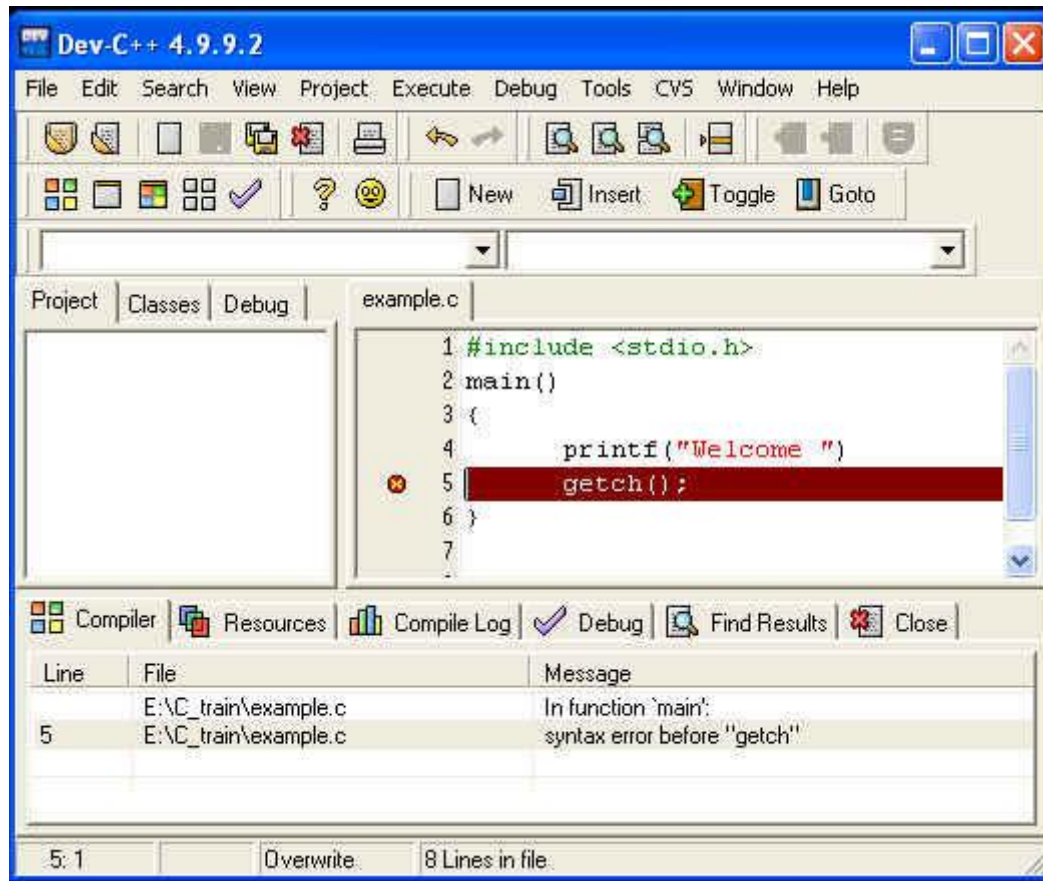 Dev-C++ 4.9.9.2
File Edit Search View Project Execute Debug Tools CVS Window Help
New Insert Toggle Goto
Project Classes Debug example.c
1 #include <stdio.h>
2 main()
3 {
4 printf("Welcome ")
5 getch();
6 }
7
Compiler Resources Compile Log Debug Find Results Close
Line File Message
E:\C_train\example.c In function `main':
5 E:\C_train\example.c syntax error before "getch"
5: 1 Overwrite 8 Lines in file